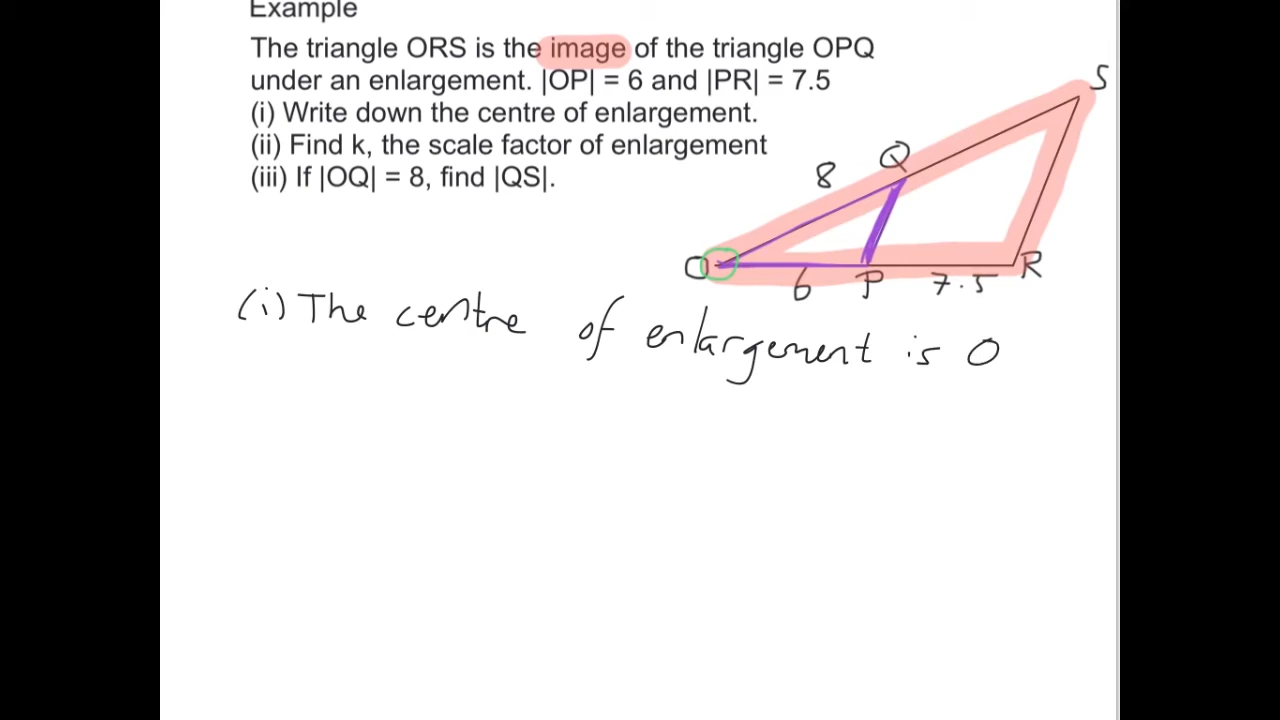 Example
The triangle ORS is the image of the triangle OPQ
under an enlargement. |OP| = 6 and |PR| = 7.5
(i) Write down the centre of enlargement.
(ii) Find k, the scale factor of enlargement
(iii) If |OQ| = 8, find |QS|.
S
Q
8
O
6
P
7.5
R
(i) The centre of enlargement is O